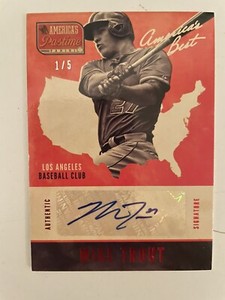 AMERICA'S
Pastime
America's
Best
1/5
LOS ANGELES
BASEBALL CLUB
AUTHENTIC
SIGNATURE
MIKE TROUT